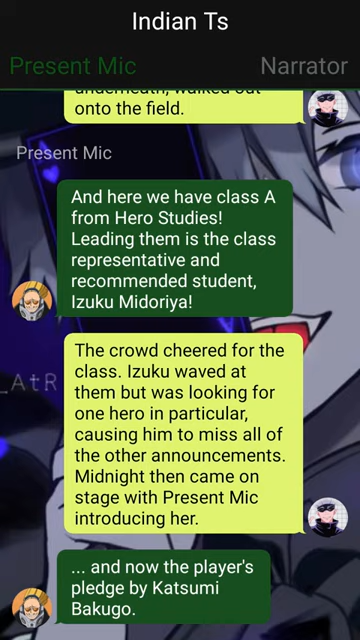 Indian Ts
Present Mic
Narrator
underneath, walked out
onto the field.
Present Mic
And here we have class A
from Hero Studies!
Leading them is the class
representative and
recommended student,
Izuku Midoriya!
_AtR
The crowd cheered for the
class. Izuku waved at
them but was looking for
one hero in particular,
causing him to miss all of
the other announcements.
Midnight then came on
stage with Present Mic
introducing her.
... and now the player's
pledge by Katsumi
Bakugo.